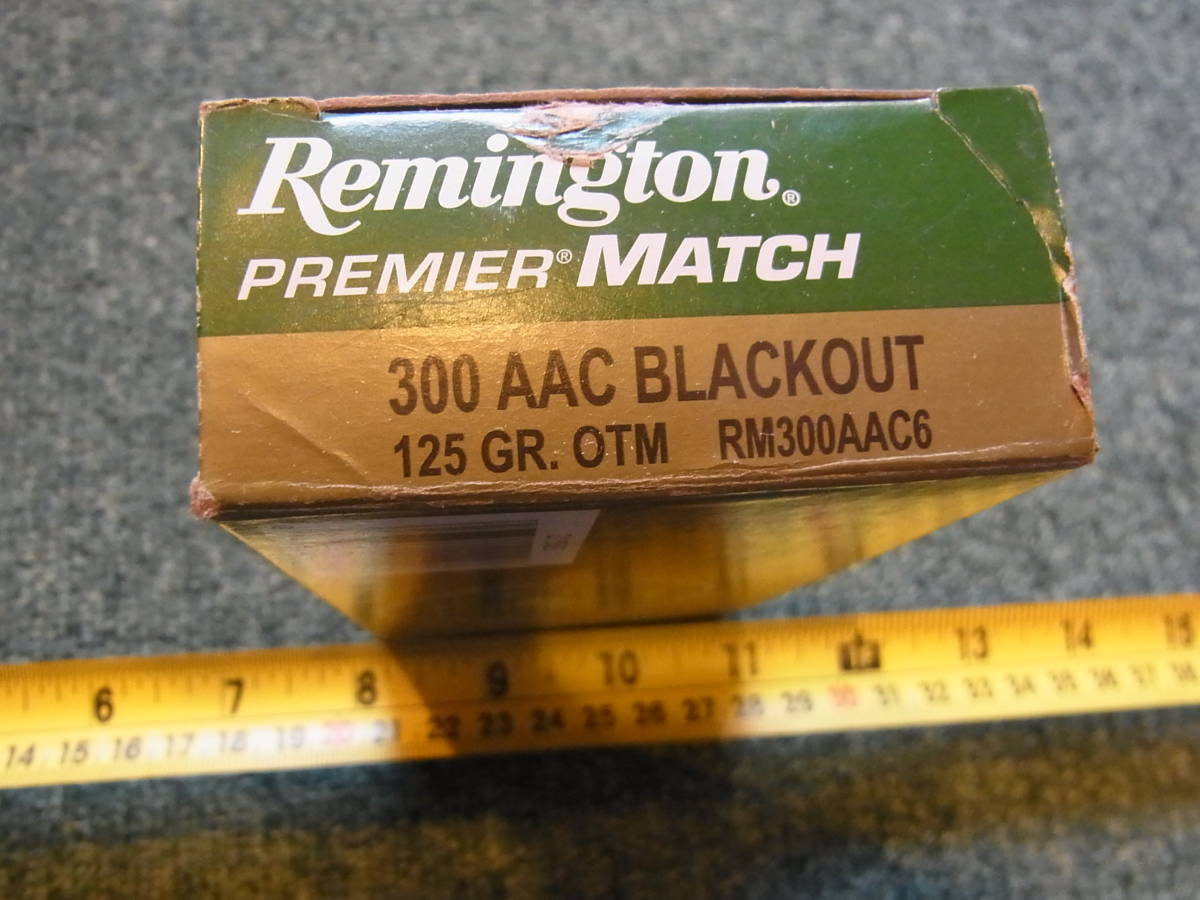 Remington®
PREMIER® MATCH
300 AAC BLACKOUT
125 GR. OTM RM300AAC6
6 7 8 9 10 11 13 14 15
14 15 16 17 18 19 20 21 22 23 24 25 26 27 28 29 30 31 32 33 34 35 36 37 38